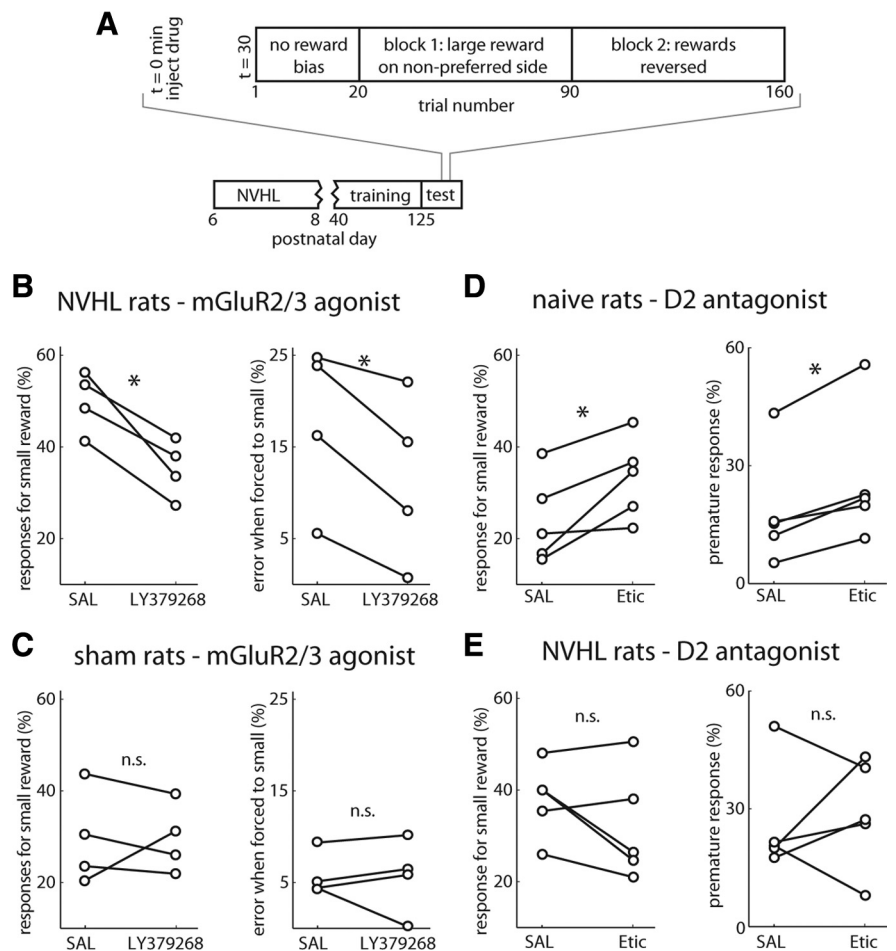 A
t = 0 min
inject drug
t = 30
no reward
bias
block 1: large reward
on non-preferred side
block 2: rewards
reversed
1
20
90
160
trial number
NVHL
training
test
6
8
40
125
postnatal day
B
NVHL rats - mGluR2/3 agonist
responses for small reward (%)
60
40
20
*
SAL
LY379268
error when forced to small (%)
25
15
5
*
SAL
LY379268
C
sham rats - mGluR2/3 agonist
responses for small reward (%)
60
40
20
n.s.
SAL
LY379268
error when forced to small (%)
25
15
5
n.s.
SAL
LY379268
D
naive rats - D2 antagonist
response for small reward (%)
60
40
20
*
SAL
Etic
premature response (%)
60
30
0
*
SAL
Etic
E
NVHL rats - D2 antagonist
response for small reward (%)
60
40
20
n.s.
SAL
Etic
premature response (%)
60
30
0
n.s.
SAL
Etic